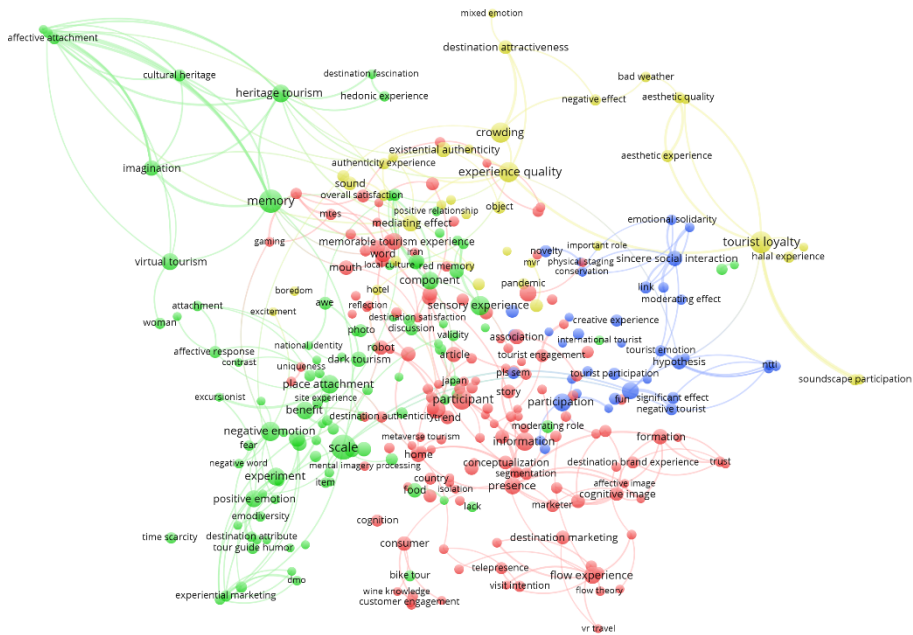 mixed emotion
affective attachment
destination attractiveness
cultural heritage
destination fascination
bad weather
heritage tourism
hedonic experience
negative effect
aesthetic quality
crowding
existential authenticity
aesthetic experience
authenticity experience
imagination
experience quality
sound
overall satisfaction
memory
positive relationship
object
mtes
mediating effect
emotional solidarity
gaming
memorable tourism experience
tourist loyalty
word
iran
novelty
important role
halal experience
virtual tourism
mouth
local culture
red memory
mvr
physical staging
sincere social interaction
conservation
component
pandemic
link
boredom
hotel
moderating effect
attachment
awe
reflection
sensory experience
excitement
destination satisfaction
creative experience
woman
photo
discussion
validity
association
international tourist
national identity
robot
article
tourist engagement
tourist emotion
affective response
contrast
uniqueness
dark tourism
pls sem
tourist participation
hypothesis
nttl
soundscape participation
japan
place attachment
story
excursionist
site experience
participant
participation
fun
significant effect
benefit
destination authenticity
trend
negative tourist
moderating role
negative emotion
metaverse tourism
information
formation
fear
scale
home
negative word
mental imagery processing
conceptualization
destination brand experience
trust
segmentation
experiment
item
country
presence
affective image
food
isolation
cognitive image
positive emotion
lack
marketer
emodiversity
cognition
time scarcity
destination attribute
destination marketing
tour guide humor
consumer
telepresence
flow experience
dmo
bike tour
visit intention
experiential marketing
wine knowledge
flow theory
customer engagement
vr travel